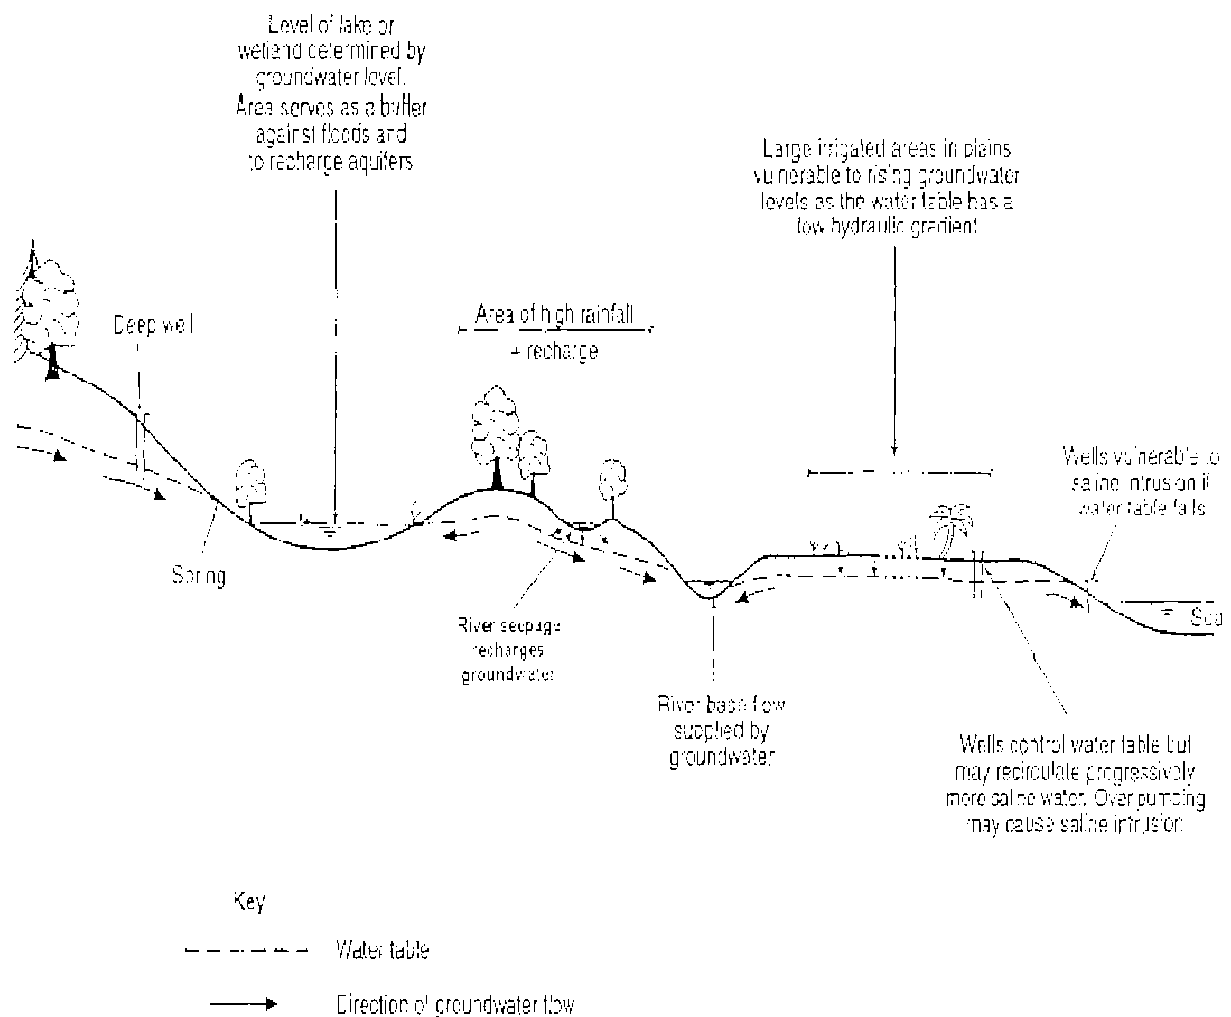 Level of lake or
wetland determined by
groundwater level.
Area serves as a buffer
against floods and
to recharge aquifers
Large irrigated areas in plains
vulnerable to rising groundwater
levels as the water table has a
low hydraulic gradient
Deep well
Area of high rainfall
+ recharge
Wells vulnerable to
saline intrusion if
water table falls
Spring
River seepage
recharges
groundwater
Sea
River base flow
supplied by
groundwater
Wells control water table but
may recirculate progressively
more saline water. Over pumping
may cause saline intrusion
Key
Water table
Direction of groundwater flow